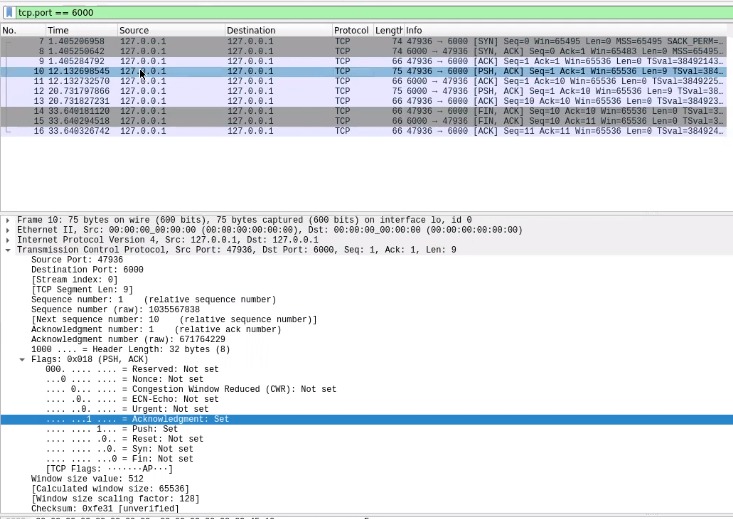 tcp.port == 6000
No. Time Source Destination Protocol Length Info
7 1.405206958 127.0.0.1 127.0.0.1 TCP 74 47936 → 6000 [SYN] Seq=0 Win=65495 Len=0 MSS=65495 SACK_PERM=…
8 1.405250642 127.0.0.1 127.0.0.1 TCP 74 6000 → 47936 [SYN, ACK] Seq=0 Ack=1 Win=65483 Len=0 MSS=65495…
9 1.405284792 127.0.0.1 127.0.0.1 TCP 66 47936 → 6000 [ACK] Seq=1 Ack=1 Win=65536 Len=0 TSval=38492143…
10 12.132698545 127.0.0.1 127.0.0.1 TCP 75 47936 → 6000 [PSH, ACK] Seq=1 Ack=1 Win=65536 Len=9 TSval=384…
11 12.132732570 127.0.0.1 127.0.0.1 TCP 66 6000 → 47936 [ACK] Seq=1 Ack=10 Win=65536 Len=0 TSval=3849225…
12 20.731797866 127.0.0.1 127.0.0.1 TCP 75 6000 → 47936 [PSH, ACK] Seq=1 Ack=10 Win=65536 Len=9 TSval=38…
13 20.731827231 127.0.0.1 127.0.0.1 TCP 66 47936 → 6000 [ACK] Seq=10 Ack=10 Win=65536 Len=0 TSval=384923…
14 33.640181120 127.0.0.1 127.0.0.1 TCP 66 47936 → 6000 [FIN, ACK] Seq=10 Ack=10 Win=65536 Len=0 TSval=3…
15 33.640294518 127.0.0.1 127.0.0.1 TCP 66 6000 → 47936 [FIN, ACK] Seq=10 Ack=11 Win=65536 Len=0 TSval=3…
16 33.640326742 127.0.0.1 127.0.0.1 TCP 66 47936 → 6000 [ACK] Seq=11 Ack=11 Win=65536 Len=0 TSval=384924…
Frame 10: 75 bytes on wire (600 bits), 75 bytes captured (600 bits) on interface lo, id 0
Ethernet II, Src: 00:00:00_00:00:00 (00:00:00:00:00:00), Dst: 00:00:00_00:00:00 (00:00:00:00:00:00)
Internet Protocol Version 4, Src: 127.0.0.1, Dst: 127.0.0.1
Transmission Control Protocol, Src Port: 47936, Dst Port: 6000, Seq: 1, Ack: 1, Len: 9
Source Port: 47936
Destination Port: 6000
[Stream index: 0]
[TCP Segment Len: 9]
Sequence number: 1 (relative sequence number)
Sequence number (raw): 1035567838
[Next sequence number: 10 (relative sequence number)]
Acknowledgment number: 1 (relative ack number)
Acknowledgment number (raw): 671764229
1000 .... = Header Length: 32 bytes (8)
Flags: 0x018 (PSH, ACK)
000. .... .... = Reserved: Not set
...0 .... .... = Nonce: Not set
.... 0... .... = Congestion Window Reduced (CWR): Not set
.... .0.. .... = ECN-Echo: Not set
.... ..0. .... = Urgent: Not set
.... ...1 .... = Acknowledgment: Set
.... .... 1... = Push: Set
.... .... .0.. = Reset: Not set
.... .... ..0. = Syn: Not set
.... .... ...0 = Fin: Not set
[TCP Flags: ·······AP···]
Window size value: 512
[Calculated window size: 65536]
[Window size scaling factor: 128]
Checksum: 0xfe31 [unverified]